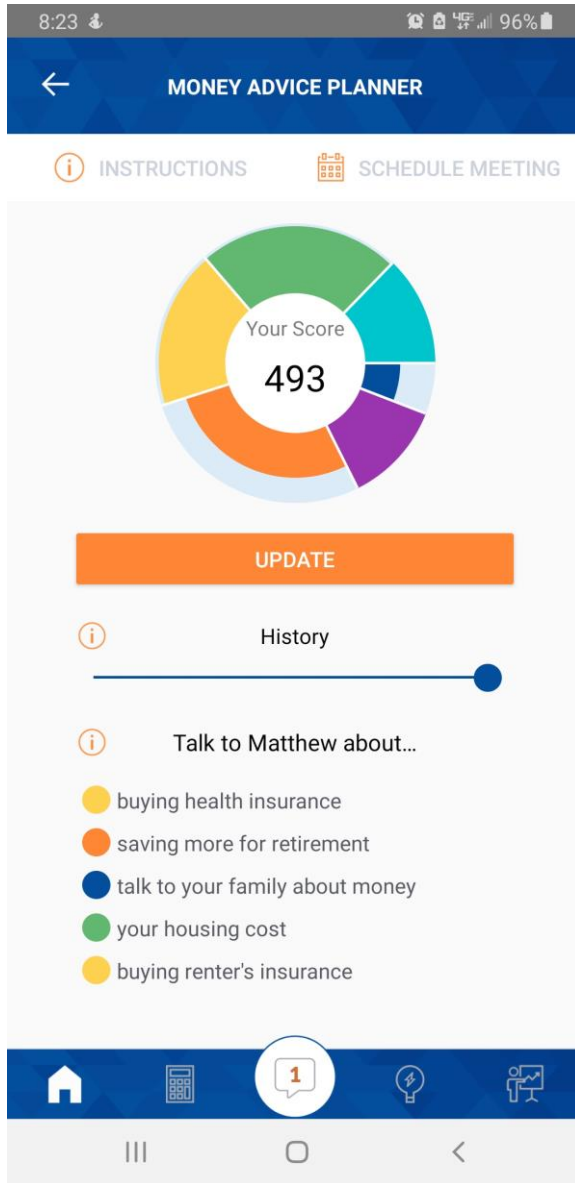 8:23 4GE 96%
MONEY ADVICE PLANNER
INSTRUCTIONS SCHEDULE MEETING
Your Score
493
UPDATE
History
Talk to Matthew about...
buying health insurance
saving more for retirement
talk to your family about money
your housing cost
buying renter's insurance
1